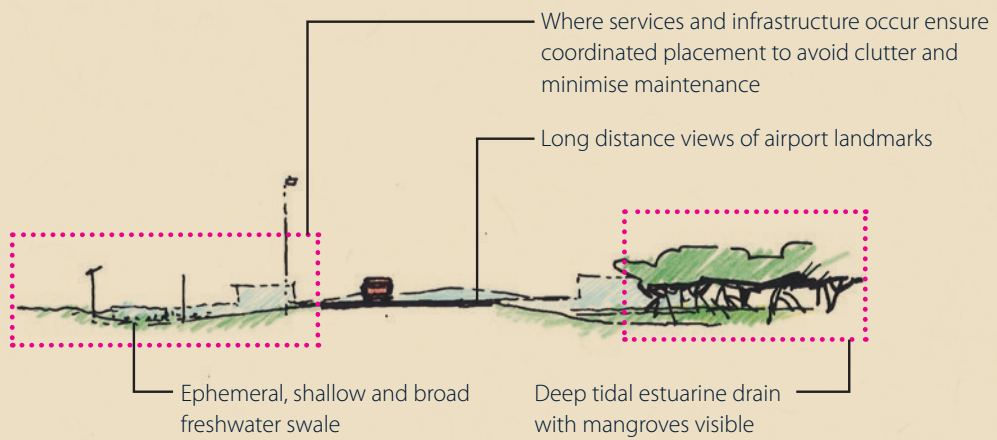 Where services and infrastructure occur ensure
coordinated placement to avoid clutter and
minimise maintenance
Long distance views of airport landmarks
Ephemeral, shallow and broad
freshwater swale
Deep tidal estuarine drain
with mangroves visible